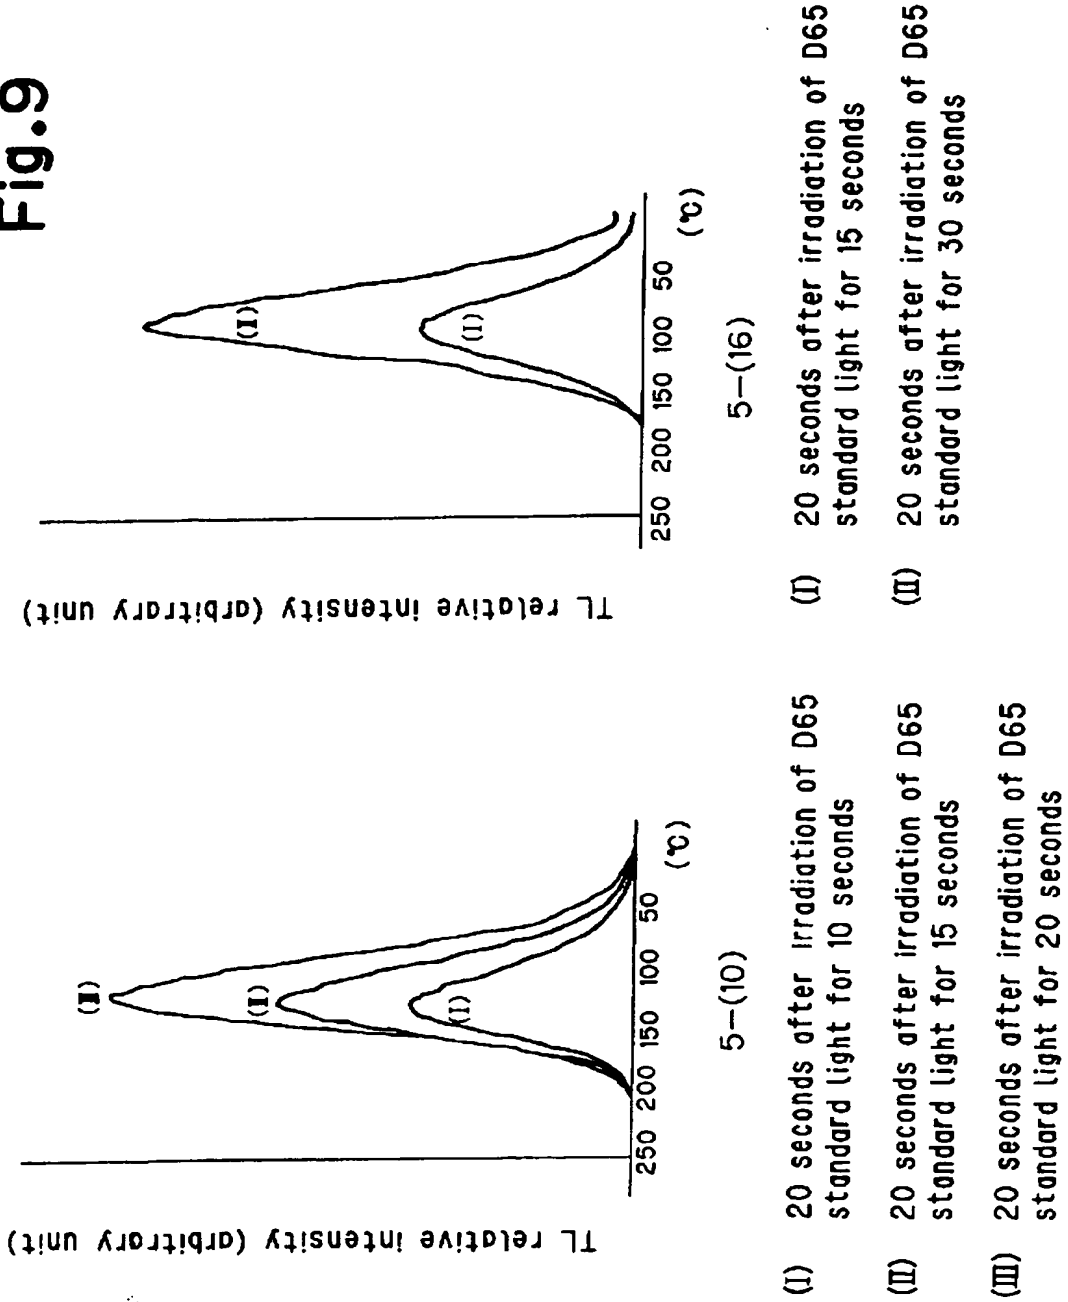 Fig.9
TL relative intensity (arbitrary unit)
(III)
(II)
(I)
250 200 150 100 50
(°C)
5-(10)
(I) 20 seconds after irradiation of D65
standard light for 10 seconds
(II) 20 seconds after irradiation of D65
standard light for 15 seconds
(III) 20 seconds after irradiation of D65
standard light for 20 seconds
TL relative intensity (arbitrary unit)
(II)
(I)
250 200 150 100 50
(°C)
5-(16)
(I) 20 seconds after irradiation of D65
standard light for 15 seconds
(II) 20 seconds after irradiation of D65
standard light for 30 seconds